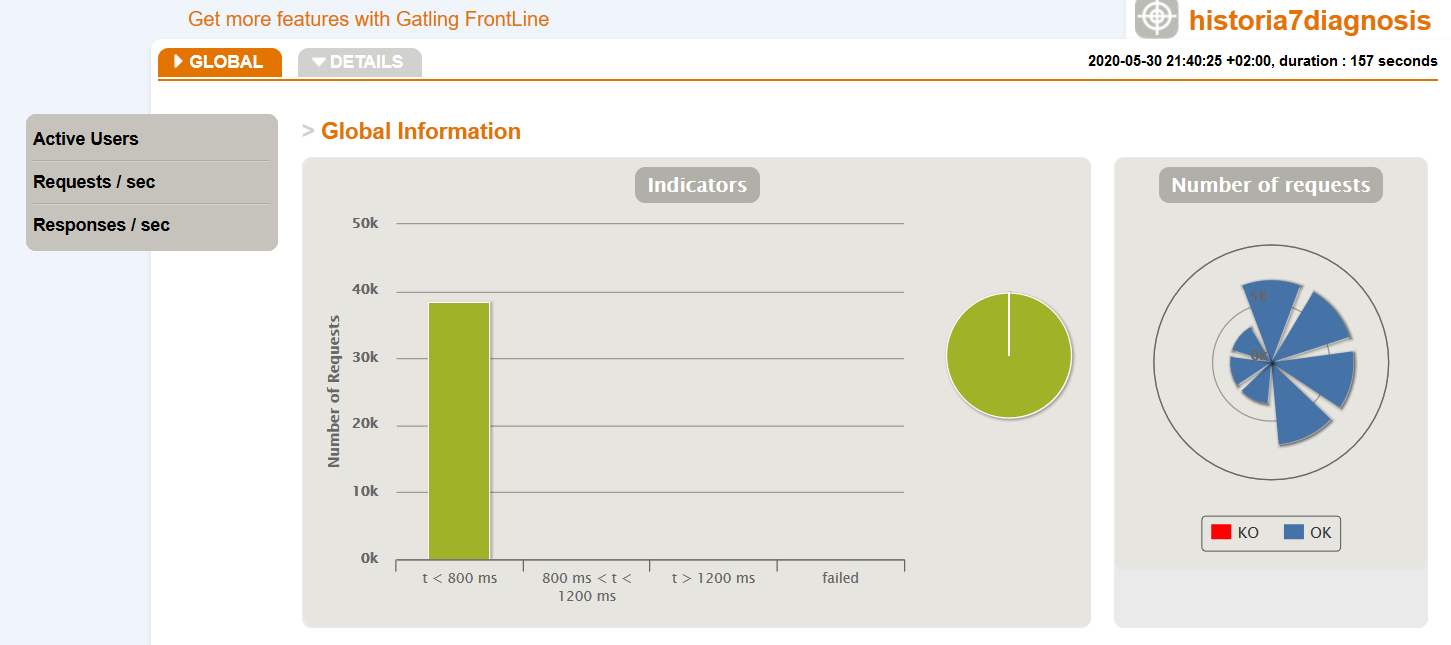 Get more features with Gatling FrontLine
historia7diagnosis
GLOBAL
DETAILS
2020-05-30 21:40:25 +02:00, duration : 157 seconds
Active Users
Requests / sec
Responses / sec
> Global Information
Indicators
Number of Requests
50k
40k
30k
20k
10k
0k
t < 800 ms
800 ms < t <
1200 ms
t > 1200 ms
failed
Number of requests
5k
0k
KO
OK